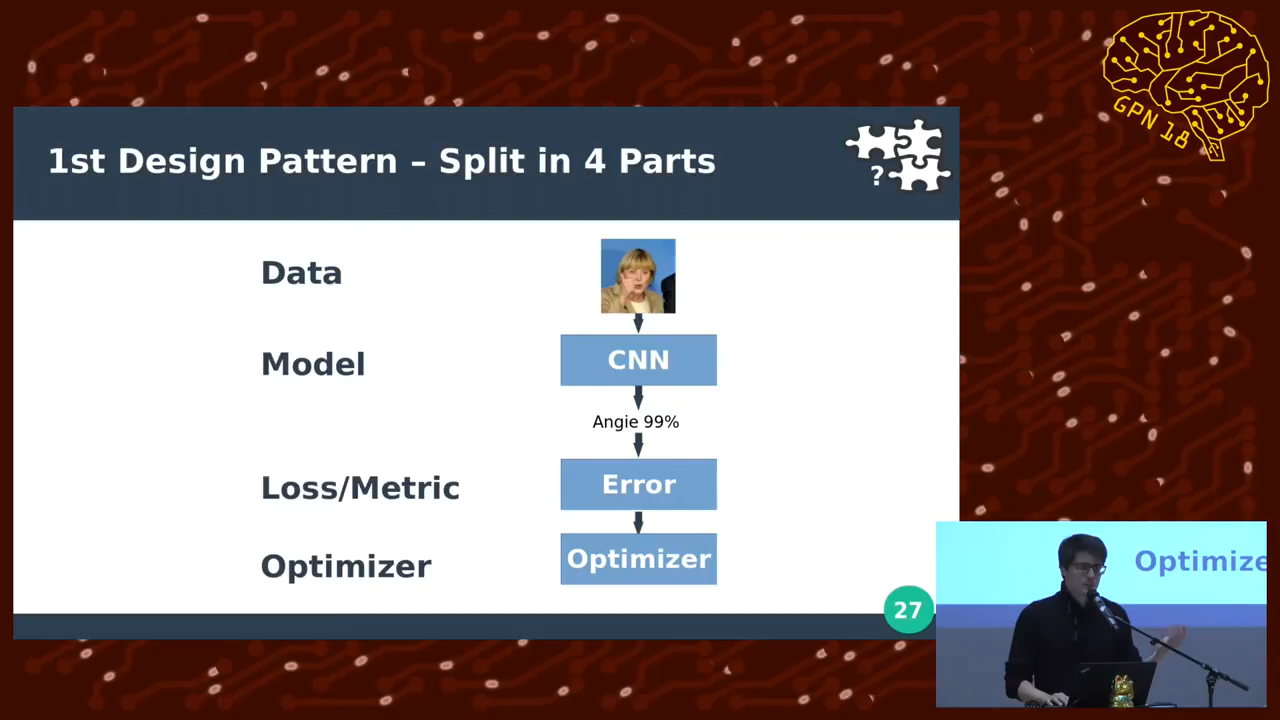 GPN 18
1st Design Pattern – Split in 4 Parts
?
Data
Model
CNN
Angie 99%
Loss/Metric
Error
Optimizer
Optimizer
27
Optimize